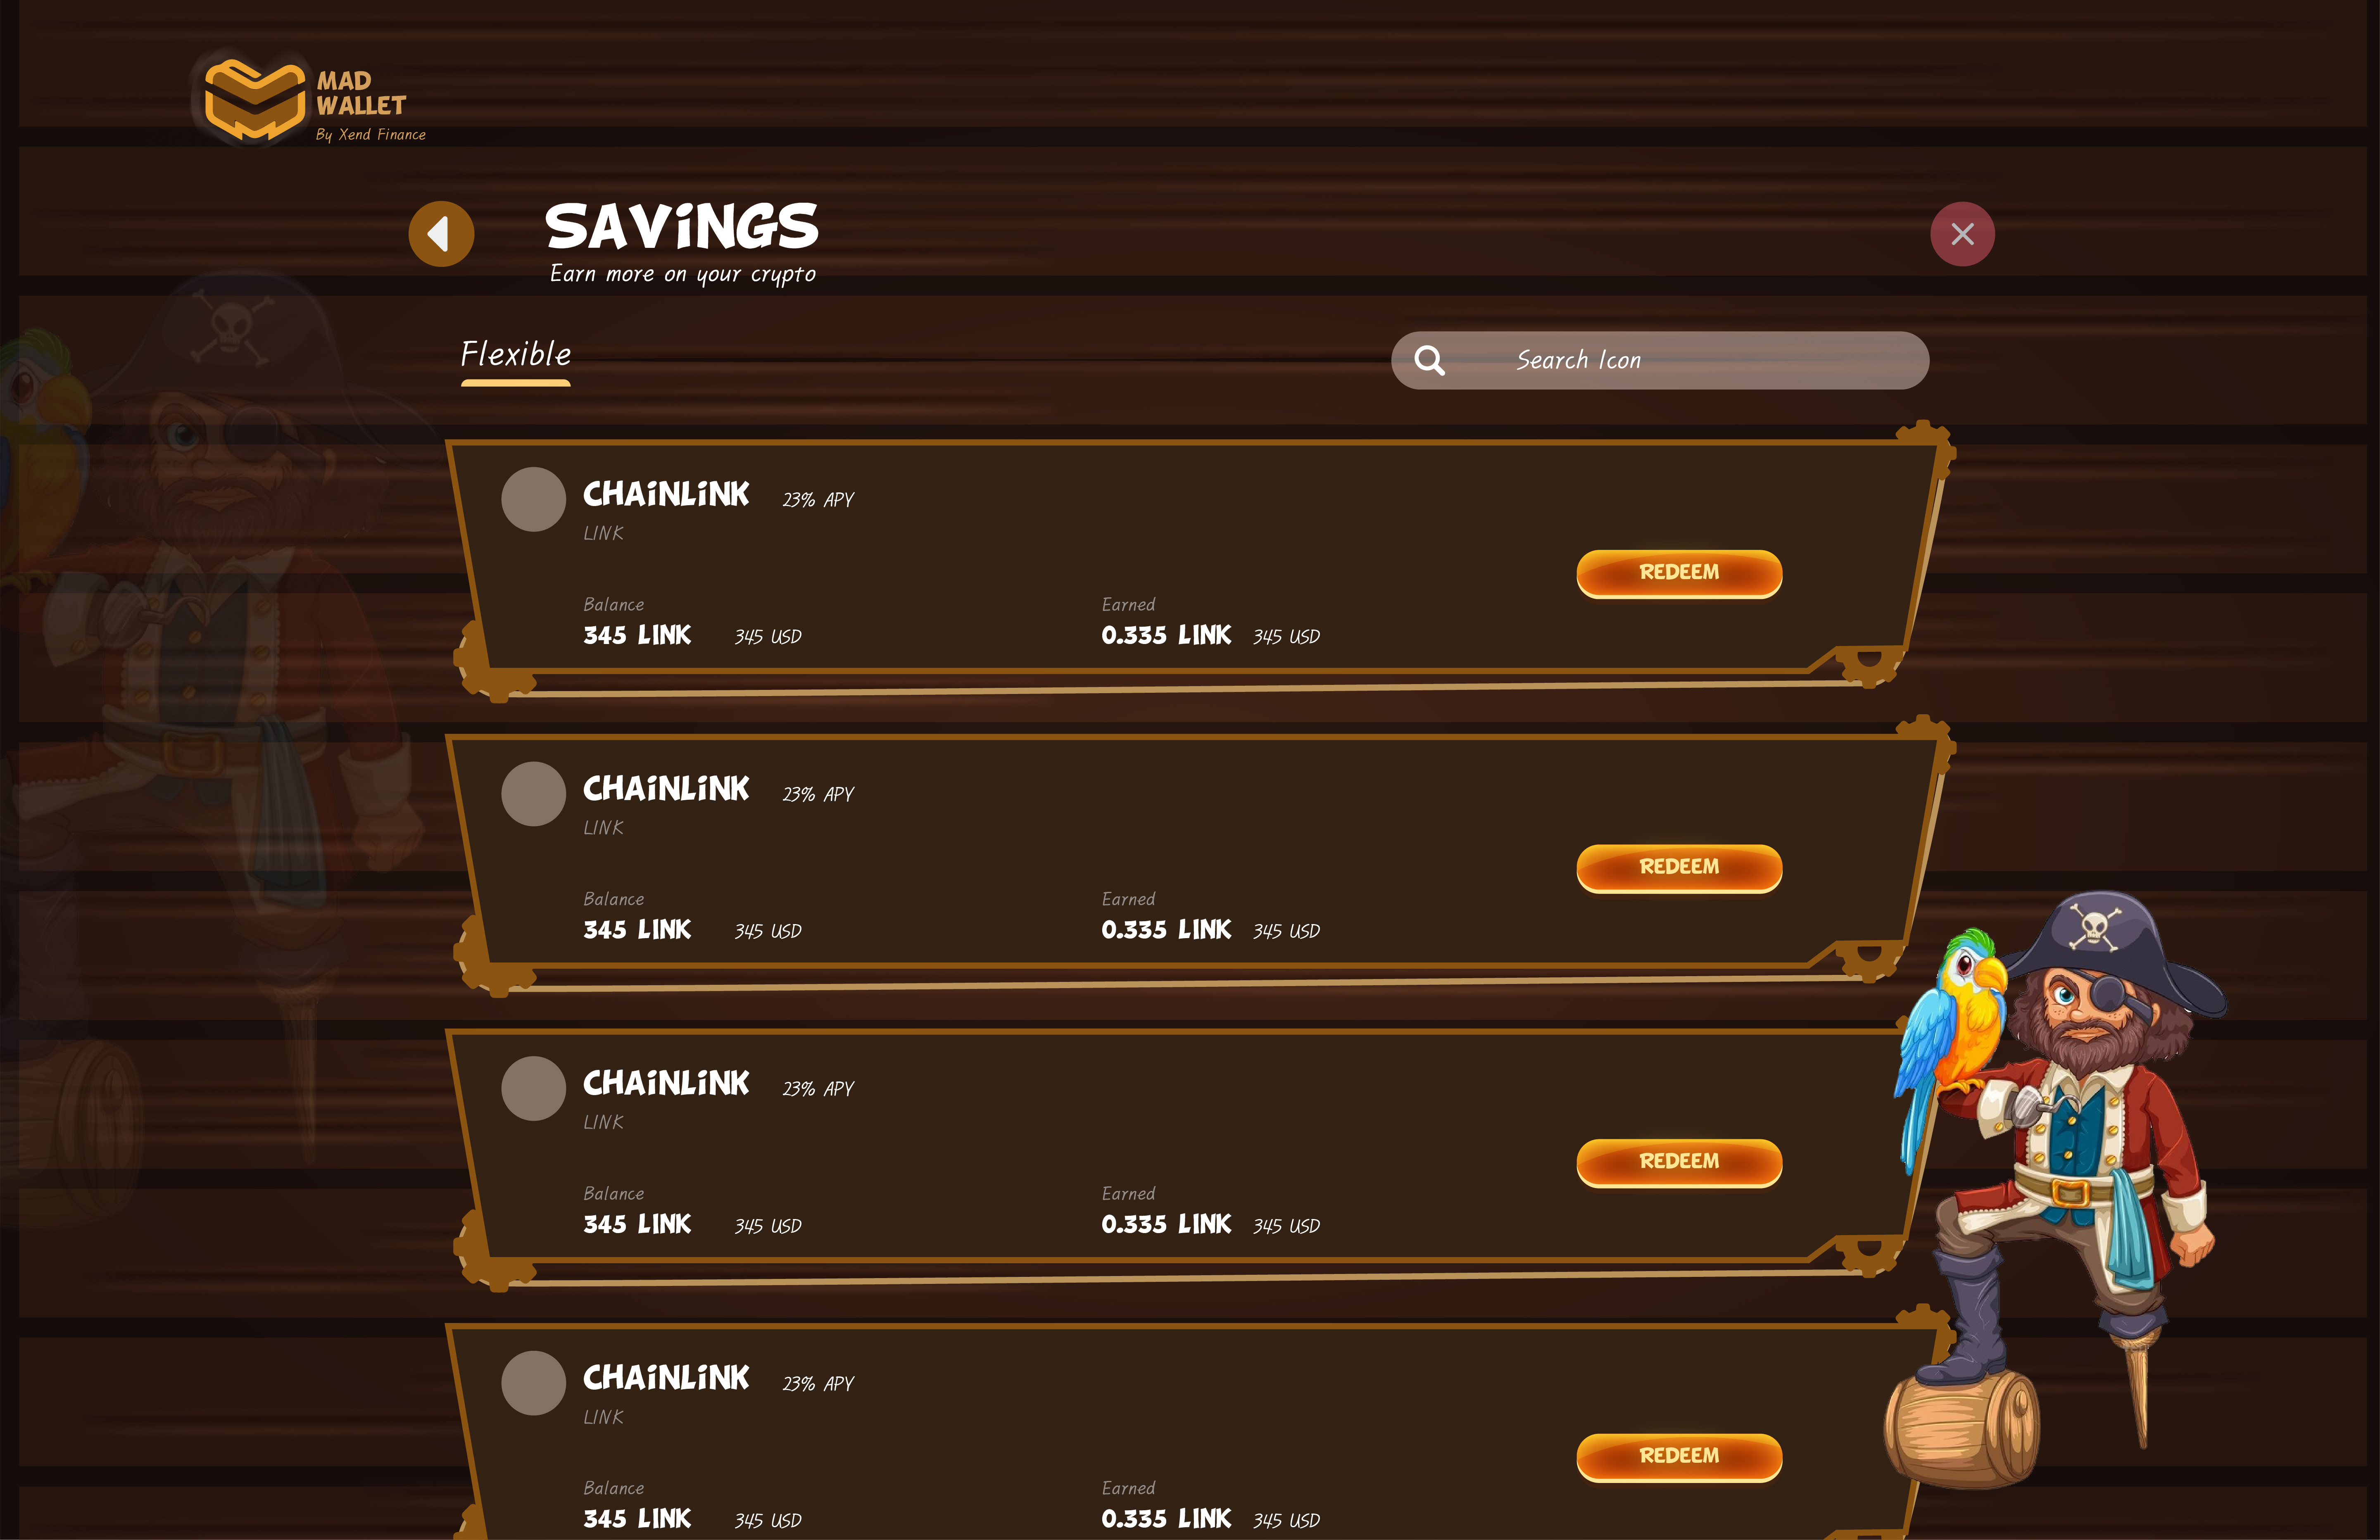 MAD
WALLET
By Xend Finance
SAViNGS
Earn more on your crypto
Flexible
Search Icon
CHAiNLiNK 23% APY
LINK
REDEEM
Balance Earned
345 LINK 345 USD 0.335 LINK 345 USD
CHAiNLiNK 23% APY
LINK
REDEEM
Balance Earned
345 LINK 345 USD 0.335 LINK 345 USD
CHAiNLiNK 23% APY
LINK
REDEEM
Balance Earned
345 LINK 345 USD 0.335 LINK 345 USD
CHAiNLiNK 23% APY
LINK
REDEEM
Balance Earned
345 LINK 345 USD 0.335 LINK 345 USD